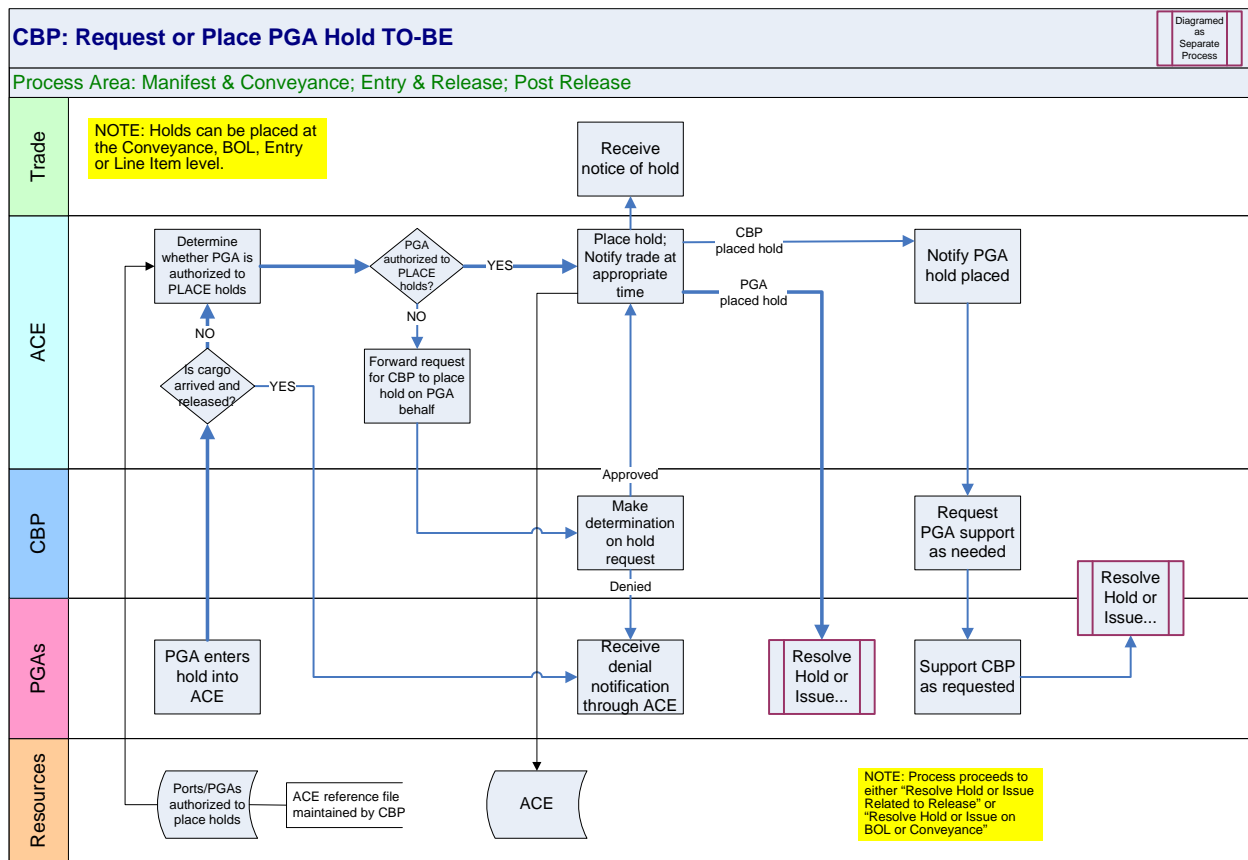 CBP: Request or Place PGA Hold TO-BE
Diagramed
as
Separate
Process
Process Area: Manifest & Conveyance; Entry & Release; Post Release
Trade
NOTE: Holds can be placed at
the Conveyance, BOL, Entry
or Line Item level.
Receive
notice of hold
ACE
Determine
whether PGA is
authorized to
PLACE holds
PGA
authorized to
PLACE
holds?
YES
NO
Place hold;
Notify trade at
appropriate
time
CBP
placed hold
PGA
placed hold
Notify PGA
hold placed
NO
Is cargo
arrived and
released?
YES
Forward request
for CBP to place
hold on PGA
behalf
Approved
CBP
Make
determination
on hold
request
Denied
Request
PGA support
as needed
Resolve
Hold or
Issue...
PGAs
PGA enters
hold into
ACE
Receive
denial
notification
through ACE
Resolve
Hold or
Issue...
Support CBP
as requested
Resources
Ports/PGAs
authorized to
place holds
ACE reference file
maintained by CBP
ACE
NOTE: Process proceeds to
either “Resolve Hold or Issue
Related to Release” or
“Resolve Hold or Issue on
BOL or Conveyance”